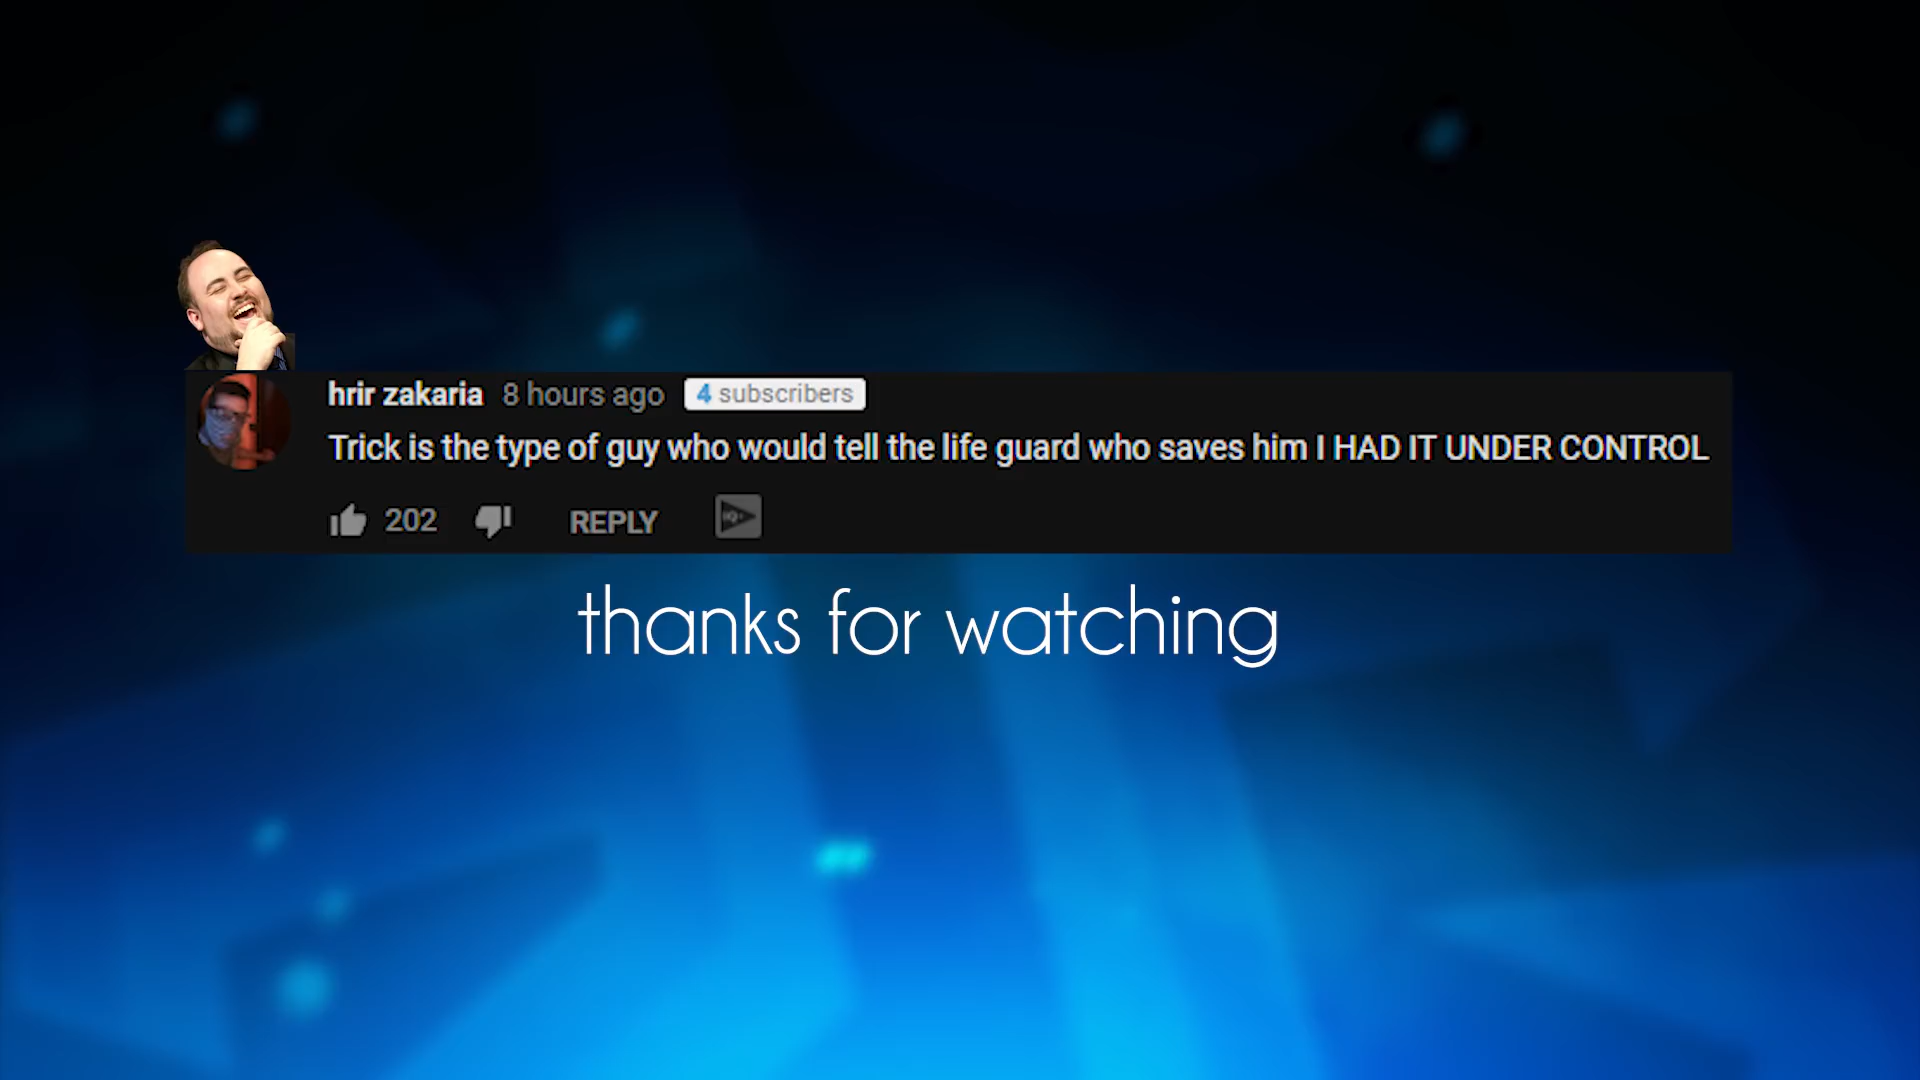 hrir zakaria 8 hours ago 4 subscribers
Trick is the type of guy who would tell the life guard who saves him I HAD IT UNDER CONTROL
202 REPLY
thanks for watching